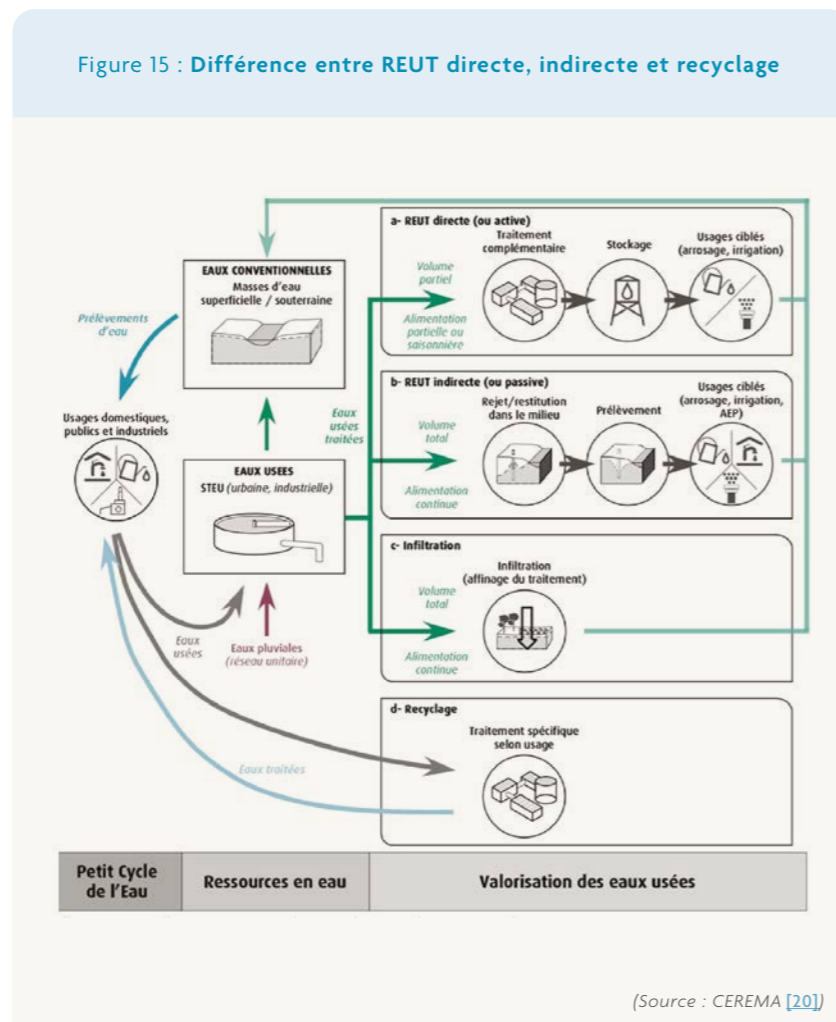 Figure 15 : Différence entre REUT directe, indirecte et recyclage
a- REUT directe (ou active)
Traitement
complémentaire
Stockage
Usages ciblés
(arrosage, irrigation)
Volume
partiel
Alimentation
partielle ou
saisonnière
EAUX CONVENTIONNELLES
Masses d'eau
superficielle / souterraine
Prélèvements
d'eau
b- REUT indirecte (ou passive)
Rejet/restitution
dans le milieu
Prélèvement
Usages ciblés
(arrosage, irrigation,
AEP)
Volume
total
Alimentation
continue
Eaux
usées
traitées
Usages domestiques,
publics et industriels
EAUX USEES
STEU (urbaine, industrielle)
c- Infiltration
Infiltration
(affinage du traitement)
Volume
total
Alimentation
continue
Eaux
usées
Eaux pluviales
(réseau unitaire)
d- Recyclage
Traitement spécifique
selon usage
Eaux traitées
Petit Cycle
de l'Eau
Ressources en eau
Valorisation des eaux usées
(Source : CEREMA [20])